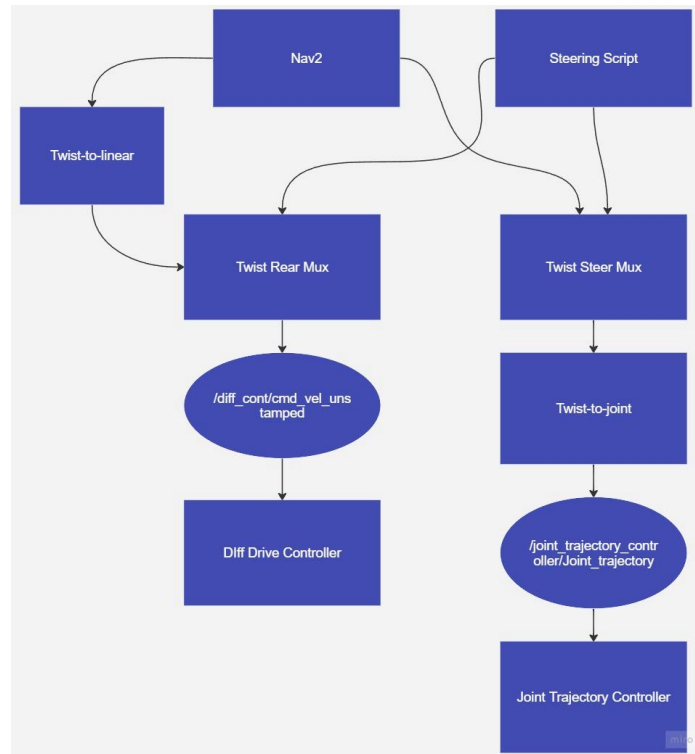 Nav2
Steering Script
Twist-to-linear
Twist Rear Mux
Twist Steer Mux
/diff_cont/cmd_vel_uns
tamped
Twist-to-joint
DIff Drive Controller
/joint_trajectory_contr
oller/Joint_trajectory
Joint Trajectory Controller
miro